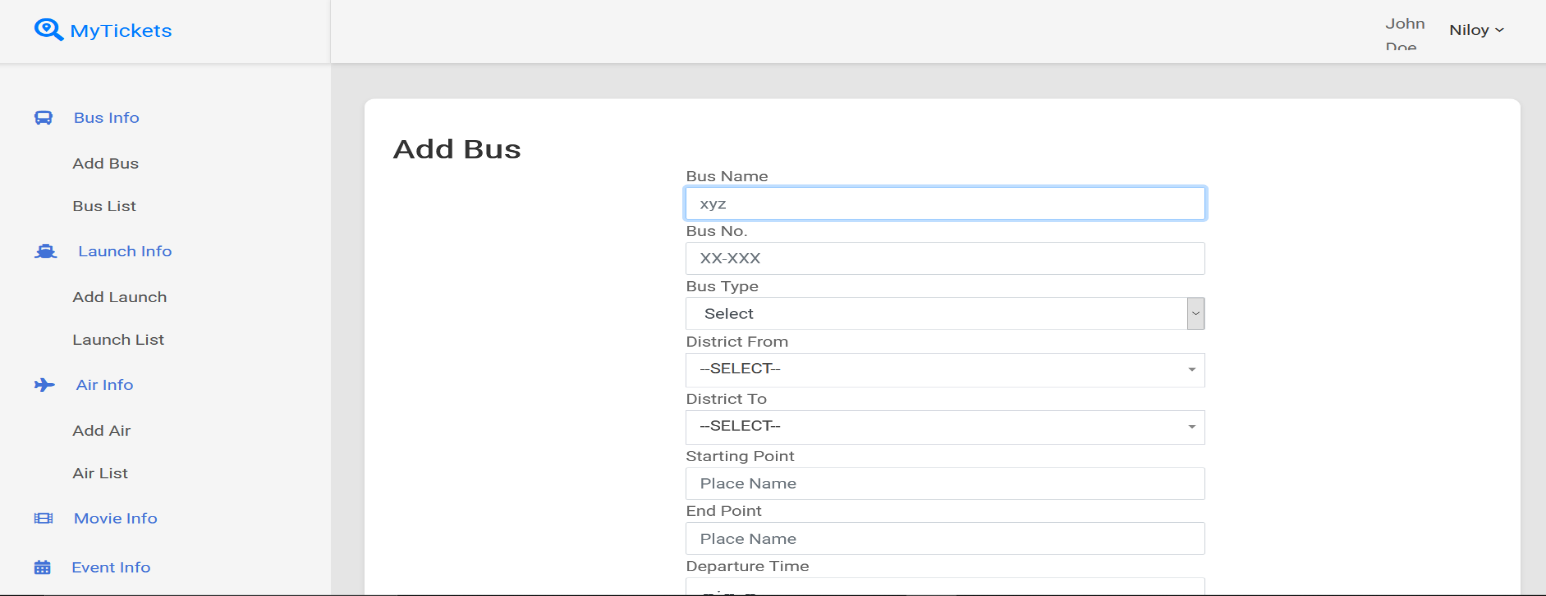 MyTickets
John
Doe
Niloy
Bus Info
Add Bus
Bus List
Launch Info
Add Launch
Launch List
Air Info
Add Air
Air List
Movie Info
Event Info
Add Bus
Bus Name
xyz
Bus No.
XX-XXX
Bus Type
Select
District From
--SELECT--
District To
--SELECT--
Starting Point
Place Name
End Point
Place Name
Departure Time